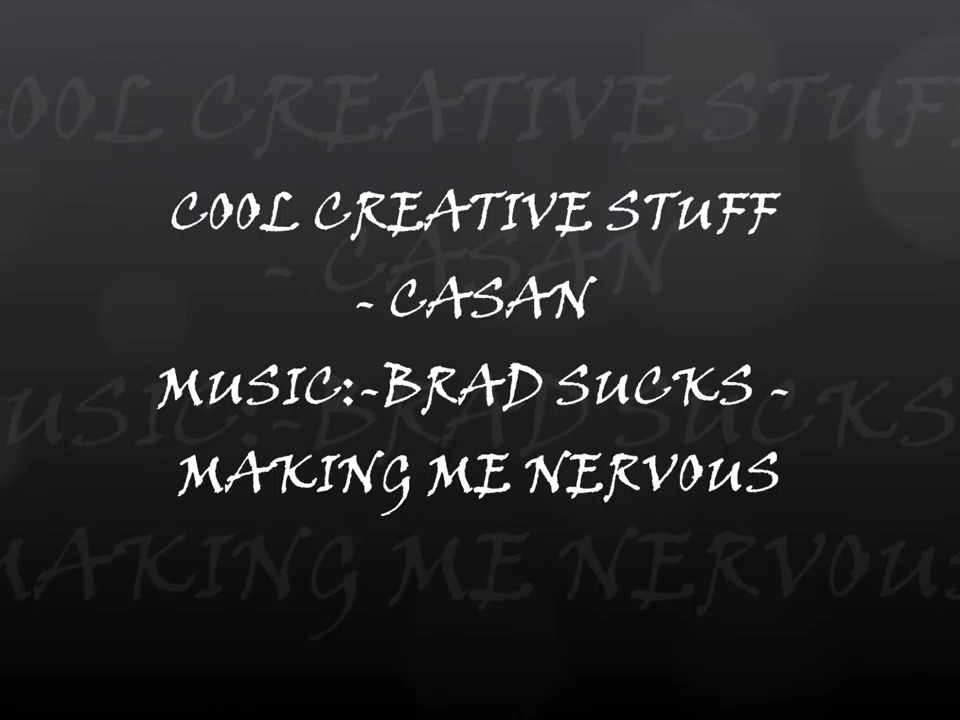 COOL CREATIVE STUFF
- CASAN
MUSIC:-BRAD SUCKS -
MAKING ME NERVOUS